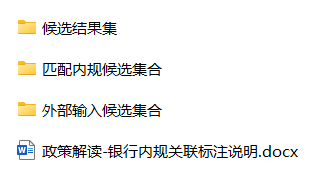 候选结果集
匹配内规候选集合
外部输入候选集合
政策解读-银行内规关联标注说明.docx